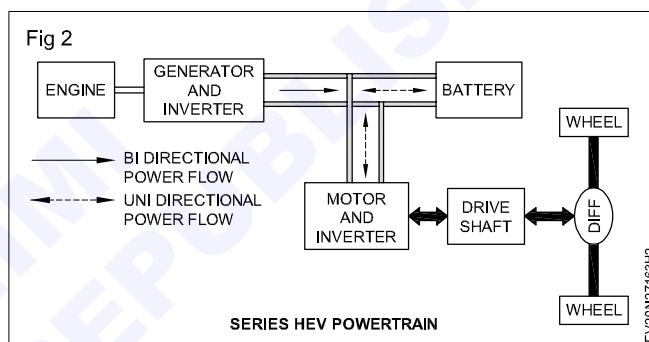 Fig 2
ENGINE
GENERATOR
AND
INVERTER
BATTERY
WHEEL
BI DIRECTIONAL
POWER FLOW
UNI DIRECTIONAL
POWER FLOW
MOTOR
AND
INVERTER
DRIVE
SHAFT
DIFF
WHEEL
SERIES HEV POWERTRAIN